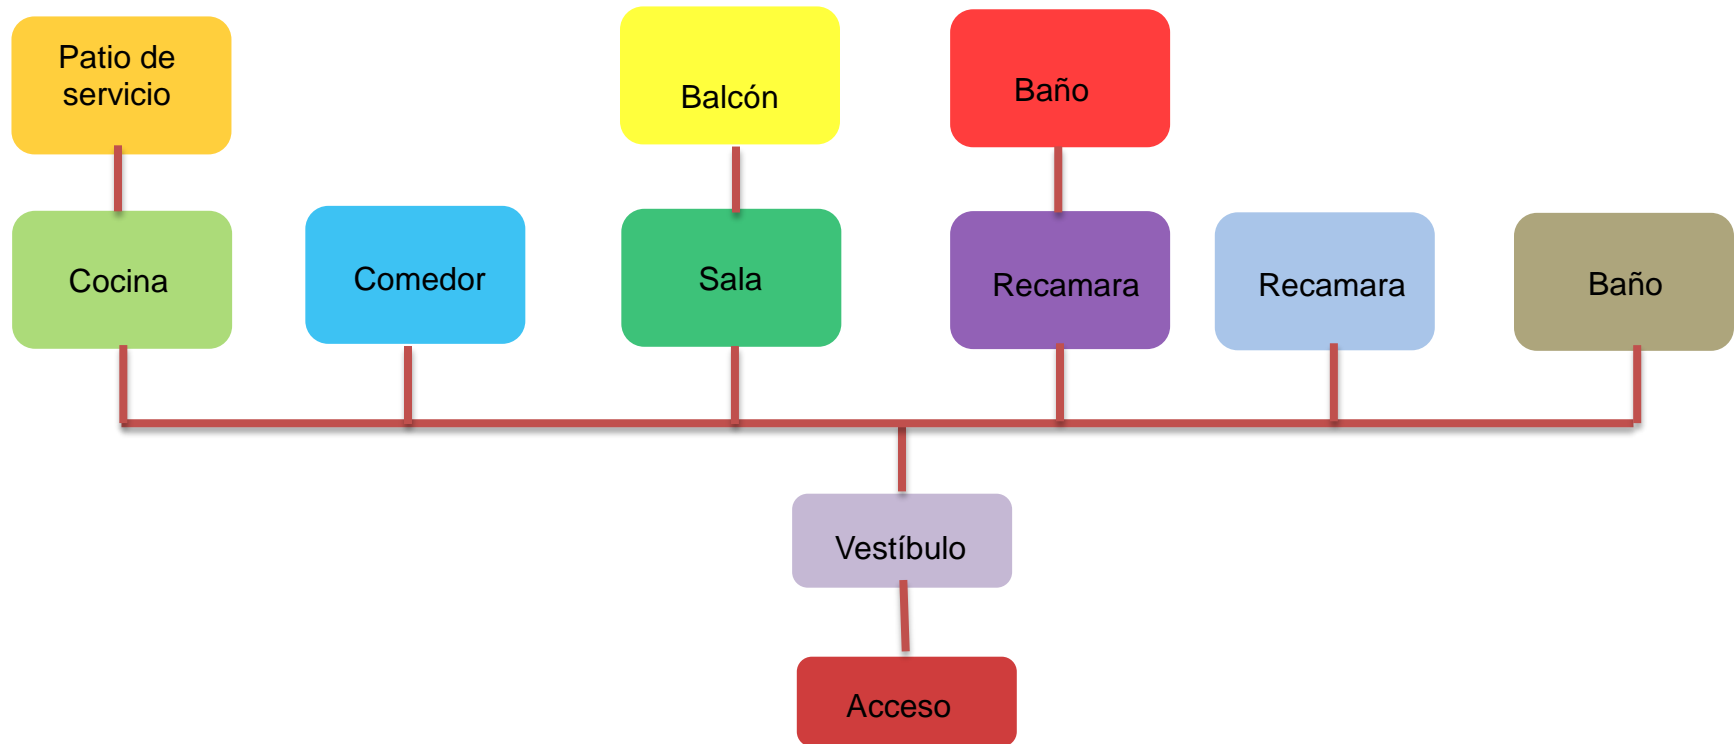 Patio de
servicio
Balcón
Baño
Cocina
Comedor
Sala
Recamara
Recamara
Baño
Vestíbulo
Acceso